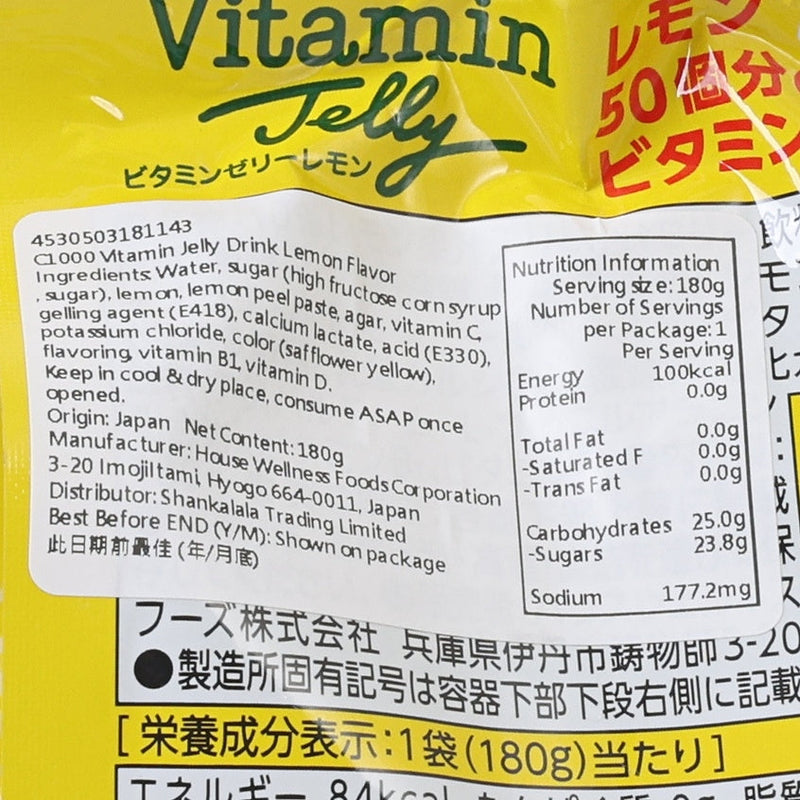 Vitamin
Jelly
ビタミンゼリーレモン
レモン
50個分の
ビタミン
4530503181143
C1000 Vitamin Jelly Drink Lemon Flavor
Ingredients: Water, sugar (high fructose corn syrup
, sugar), lemon, lemon peel paste, agar, vitamin C,
gelling agent (E418), calcium lactate, acid (E330),
potassium chloride, color (safflower yellow),
flavoring, vitamin B1, vitamin D.
Keep in cool & dry place, consume ASAP once
opened.
Origin: Japan Net Content: 180g
Manufacturer: House Wellness Foods Corporation
3-20 Imoji Itami, Hyogo 664-0011, Japan
Distributor: Shankalala Trading Limited
Best Before END (Y/M): Shown on package
此日期前最佳 (年/月底)
Nutrition Information
Serving size: 180g
Number of Servings
per Package: 1
Per Serving
Energy 100kcal
Protein 0.0g
Total Fat 0.0g
-Saturated F 0.0g
-Trans Fat 0.0g
Carbohydrates 25.0g
-Sugars 23.8g
Sodium 177.2mg
フーズ株式会社 兵庫県伊丹市鋳物師3-20
●製造所固有記号は容器下部下段右側に記載
[栄養成分表示:1袋(180g)当たり]
エネルギー 84kcal